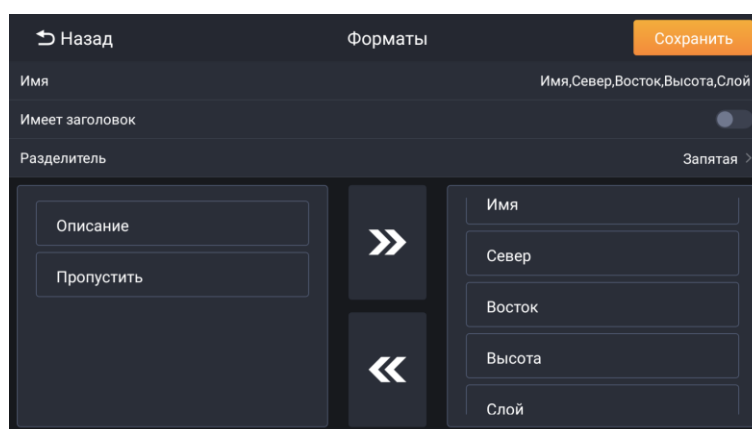 Назад
Форматы
Сохранить
Имя
Имя,Север,Восток,Высота,Слой
Имеет заголовок
Разделитель
Запятая
Описание
Пропустить
Имя
Север
Восток
Высота
Слой